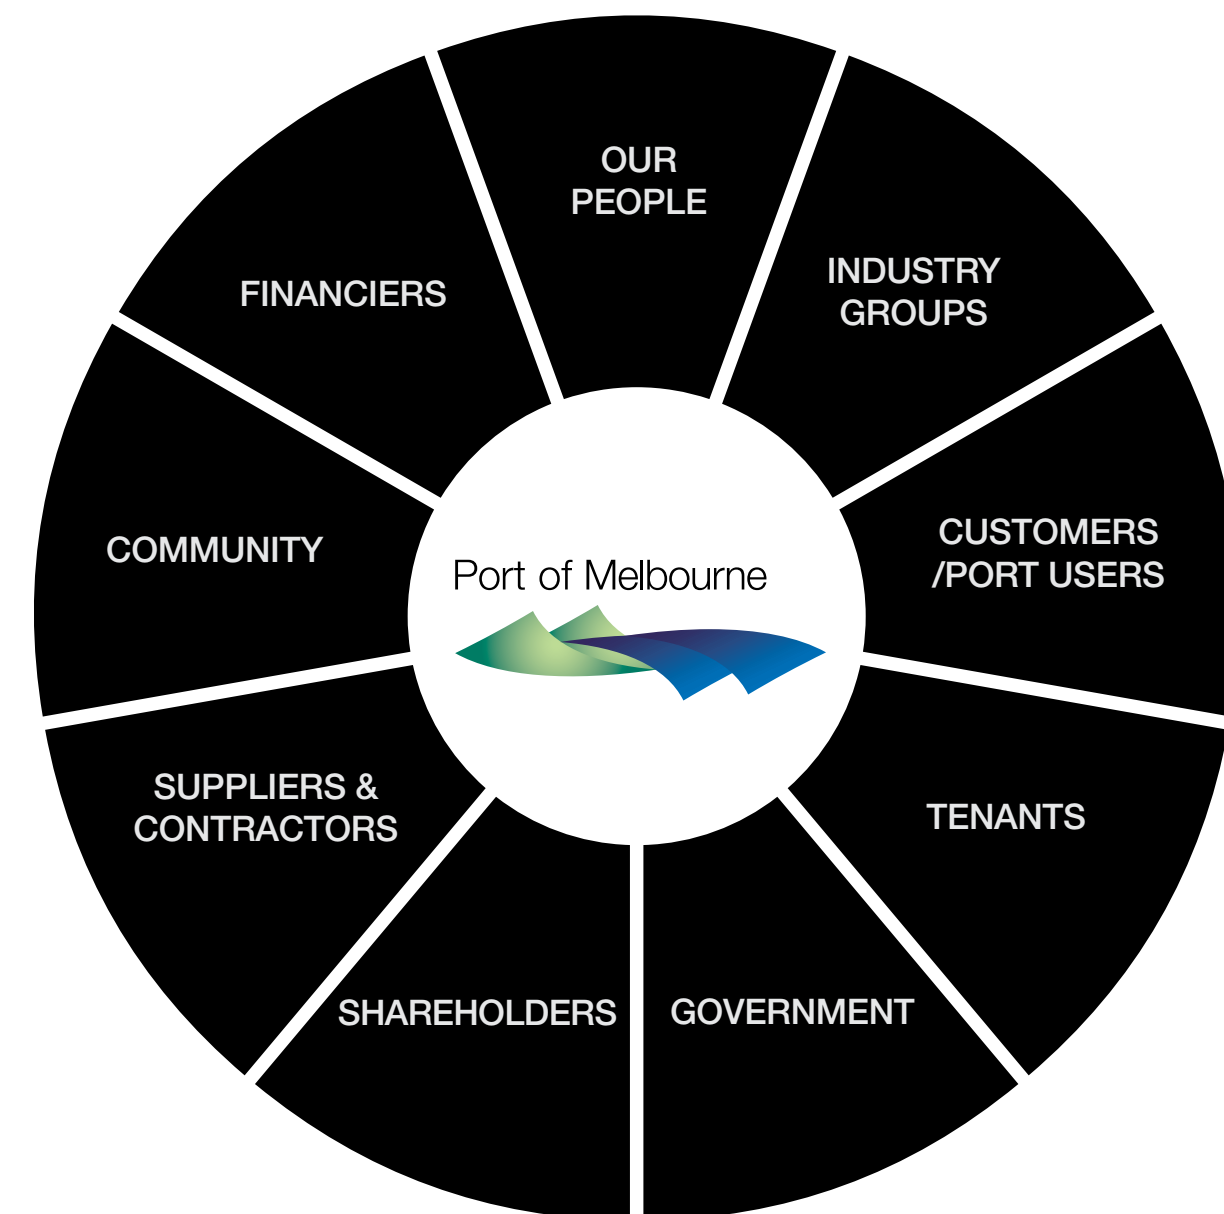 OUR
PEOPLE
INDUSTRY
GROUPS
FINANCIERS
CUSTOMERS
/PORT USERS
COMMUNITY
Port of Melbourne
SUPPLIERS &
CONTRACTORS
TENANTS
SHAREHOLDERS
GOVERNMENT